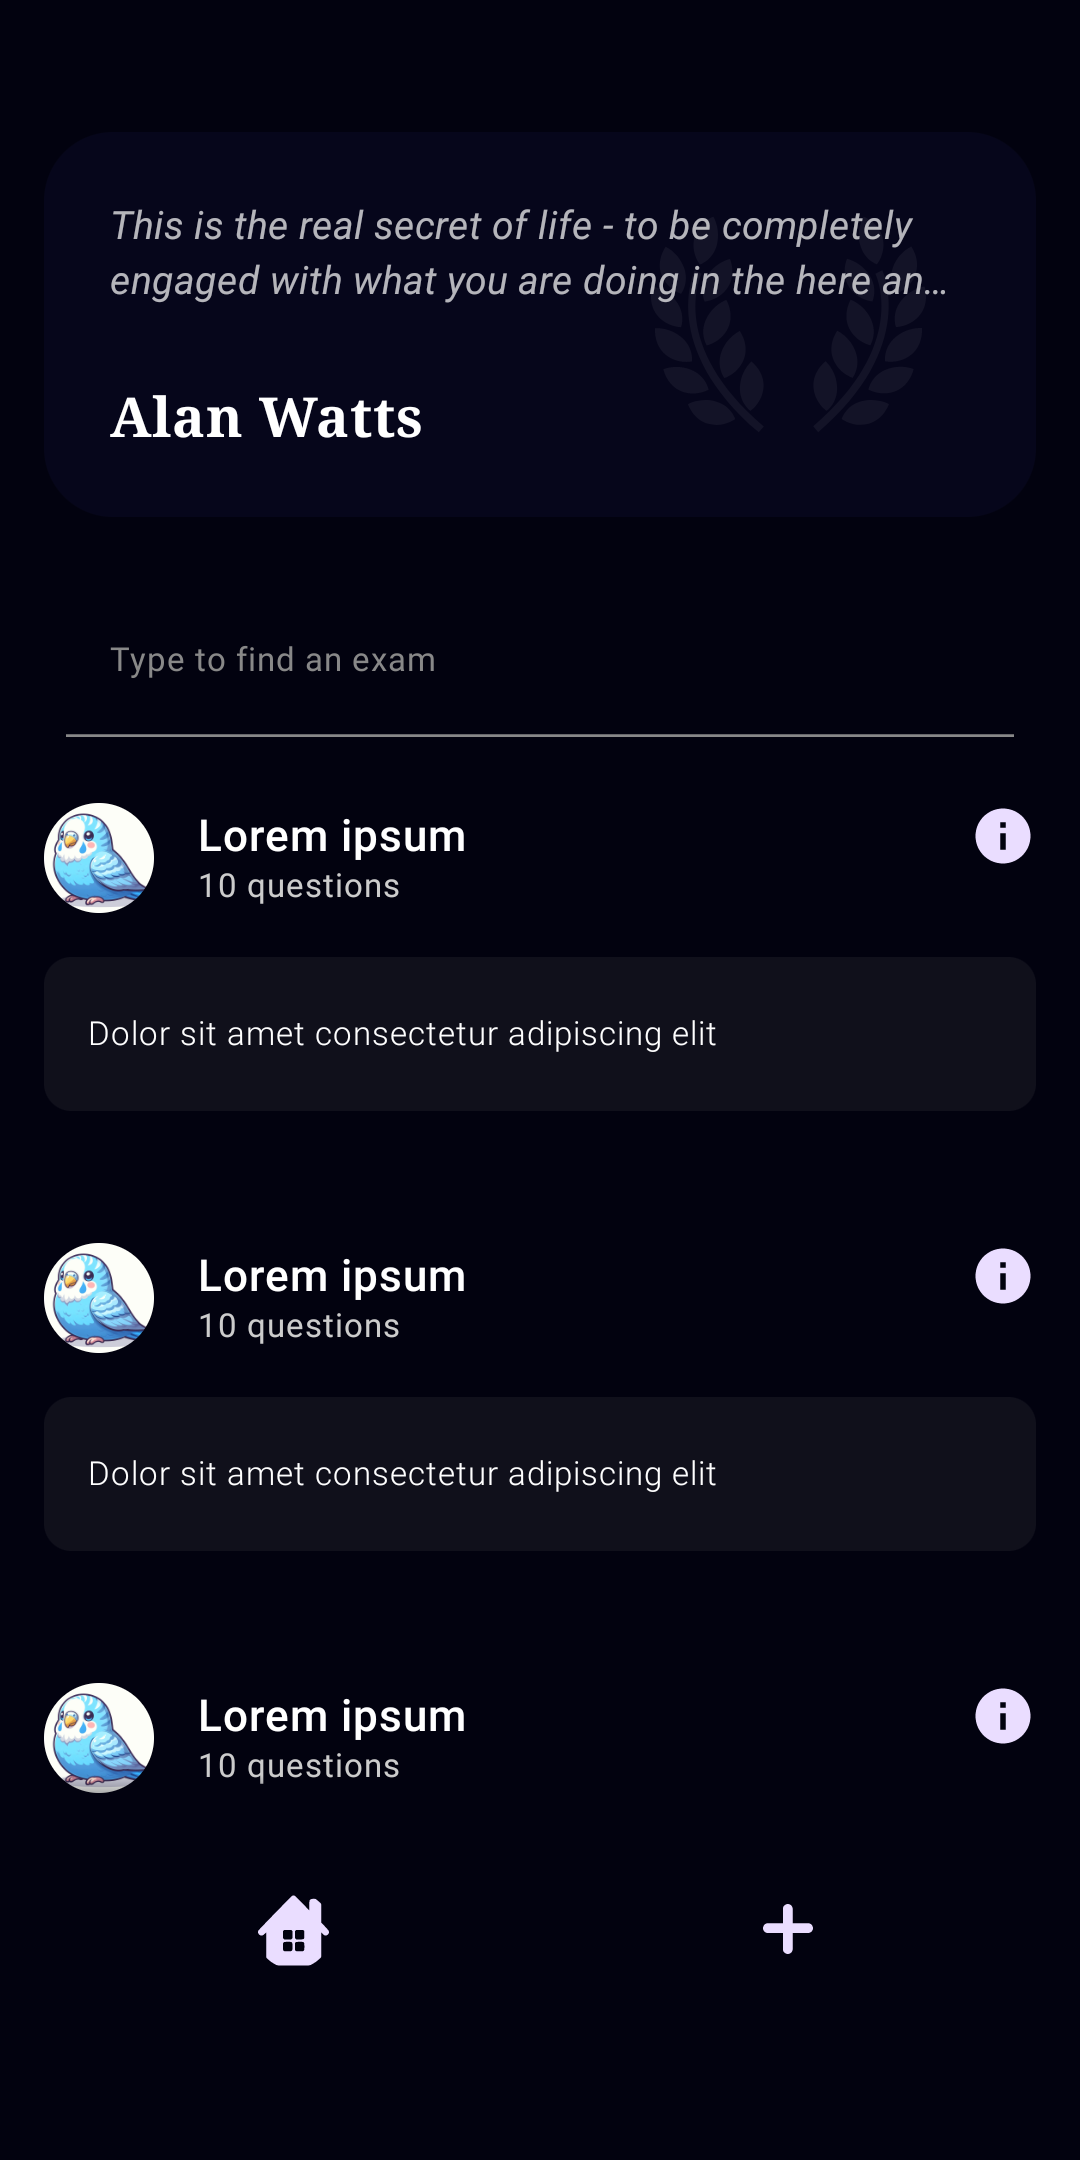 This is the real secret of life - to be completely
engaged with what you are doing in the here an…
Alan Watts
Type to find an exam
Lorem ipsum
10 questions
Dolor sit amet consectetur adipiscing elit
Lorem ipsum
10 questions
Dolor sit amet consectetur adipiscing elit
Lorem ipsum
10 questions